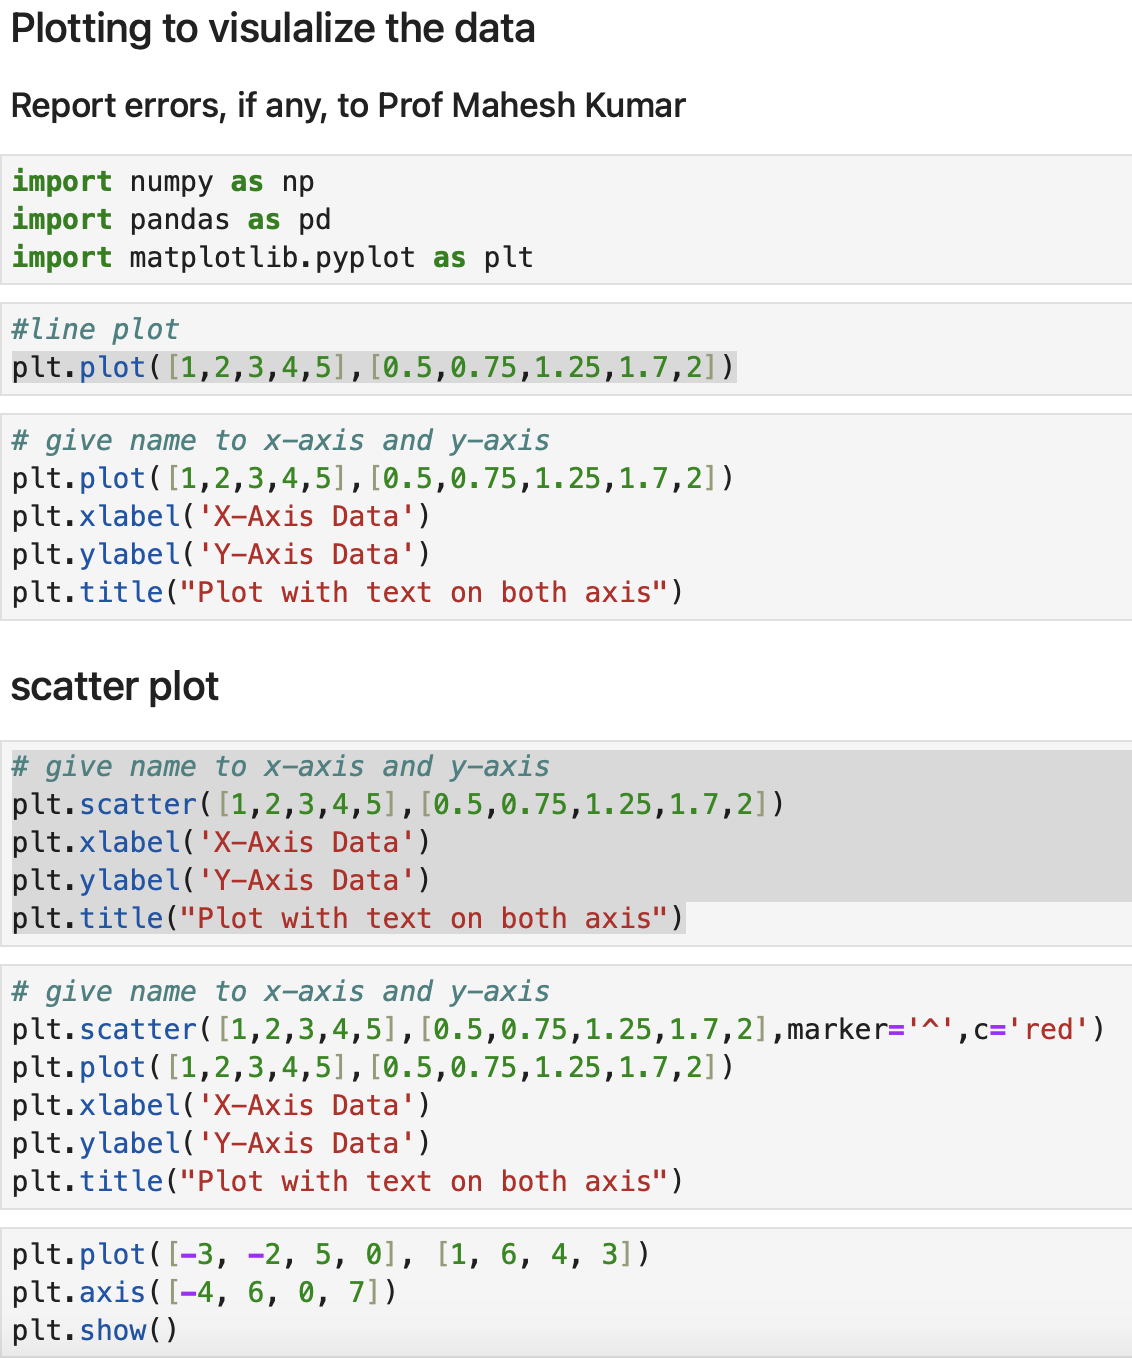 Plotting to visulalize the data
Report errors, if any, to Prof Mahesh Kumar
import numpy as np
import pandas as pd
import matplotlib.pyplot as plt
#line plot
plt.plot([1,2,3,4,5],[0.5,0.75,1.25,1.7,2])
# give name to x-axis and y-axis
plt.plot([1,2,3,4,5],[0.5,0.75,1.25,1.7,2])
plt.xlabel('X-Axis Data')
plt.ylabel('Y-Axis Data')
plt.title("Plot with text on both axis")
scatter plot
# give name to x-axis and y-axis
plt.scatter([1,2,3,4,5],[0.5,0.75,1.25,1.7,2])
plt.xlabel('X-Axis Data')
plt.ylabel('Y-Axis Data')
plt.title("Plot with text on both axis")
# give name to x-axis and y-axis
plt.scatter([1,2,3,4,5],[0.5,0.75,1.25,1.7,2],marker='^',c='red')
plt.plot([1,2,3,4,5],[0.5,0.75,1.25,1.7,2])
plt.xlabel('X-Axis Data')
plt.ylabel('Y-Axis Data')
plt.title("Plot with text on both axis")
plt.plot([-3, -2, 5, 0], [1, 6, 4, 3])
plt.axis([-4, 6, 0, 7])
plt.show()